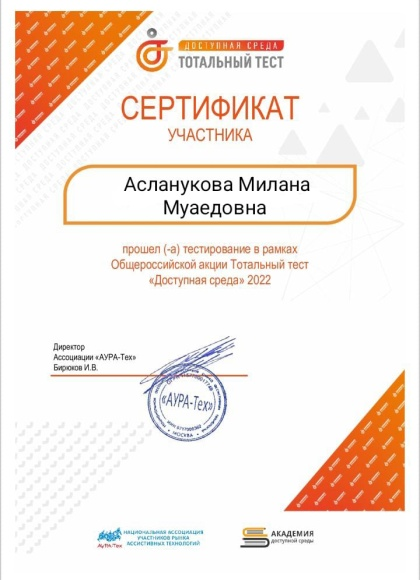 ДОСТУПНАЯ СРЕДА
ТОТАЛЬНЫЙ ТЕСТ
СЕРТИФИКАТ
УЧАСТНИКА
Асланукова Милана
Муаедовна
прошел (-а) тестирование в рамках
Общероссийской акции Тотальный тест
«Доступная среда» 2022
Директор
Ассоциации «АУРА-Тех»
Бирюков И.В.
«АУРА-Тех»
МОСКВА
АУРА-Тех
НАЦИОНАЛЬНАЯ АССОЦИАЦИЯ
УЧАСТНИКОВ РЫНКА
АССИСТИВНЫХ ТЕХНОЛОГИЙ
АКАДЕМИЯ
доступной среды